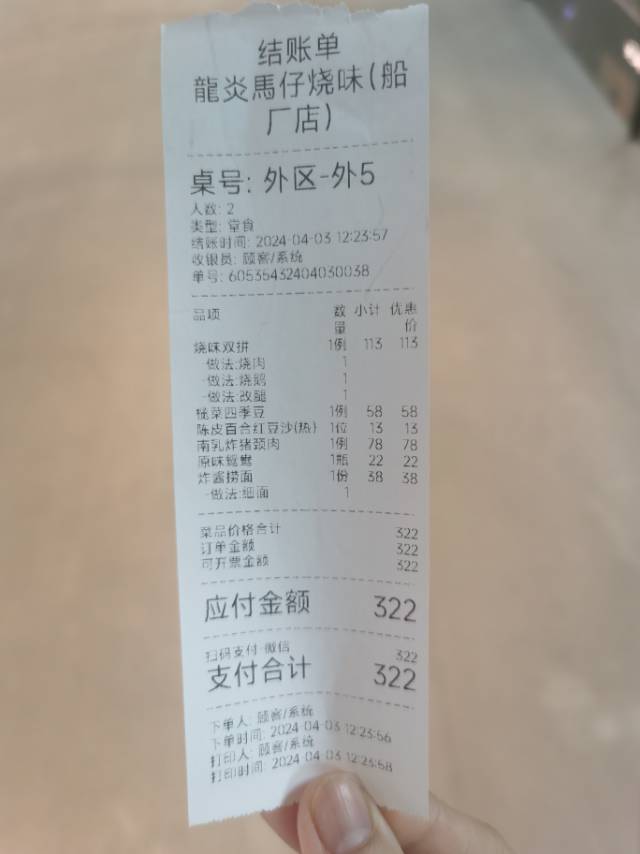 结账单
龍炎馬仔烧味(船
厂店)
桌号: 外区-外5
人数: 2
类型: 堂食
结账时间: 2024-04-03 12:23:57
收银员: 顾客/系统
单号: 60535432404030038
品项 数 小计 优惠
量 价
烧味双拼 1例 113 113
-做法:烧肉 1
-做法:烧鹅 1
-做法:改腿 1
榄菜四季豆 1例 58 58
陈皮百合红豆沙(热) 1位 13 13
南乳炸猪颈肉 1例 78 78
原味鸳鸯 1瓶 22 22
炸酱捞面 1份 38 38
-做法:细面 1
菜品价格合计 322
订单金额 322
可开票金额 322
应付金额 322
扫码支付-微信 322
支付合计 322
下单人: 顾客/系统
下单时间: 2024-04-03 12:23:56
打印人: 顾客/系统
打印时间: 2024-04-03 12:23:58